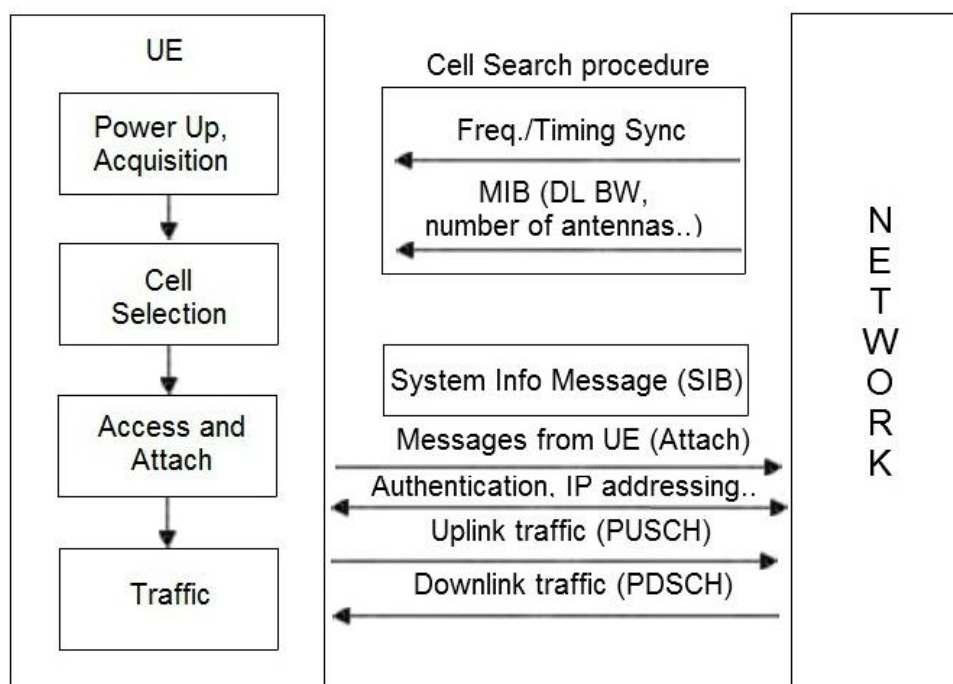 UE
Power Up,
Acquisition
Cell
Selection
Access and
Attach
Traffic
Cell Search procedure
Freq./Timing Sync
MIB (DL BW,
number of antennas..)
System Info Message (SIB)
Messages from UE (Attach)
Authentication, IP addressing..
Uplink traffic (PUSCH)
Downlink traffic (PDSCH)
N
E
T
W
O
R
K